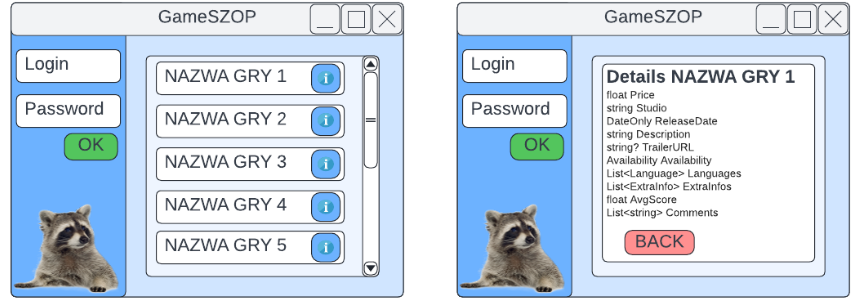 GameSZOP
Login
Password
OK
NAZWA GRY 1
i
NAZWA GRY 2
i
NAZWA GRY 3
i
NAZWA GRY 4
i
NAZWA GRY 5
i
GameSZOP
Login
Password
OK
Details NAZWA GRY 1
float Price
string Studio
DateOnly ReleaseDate
string Description
string? TrailerURL
Availability Availability
List<Language> Languages
List<ExtraInfo> ExtraInfos
float AvgScore
List<string> Comments
BACK